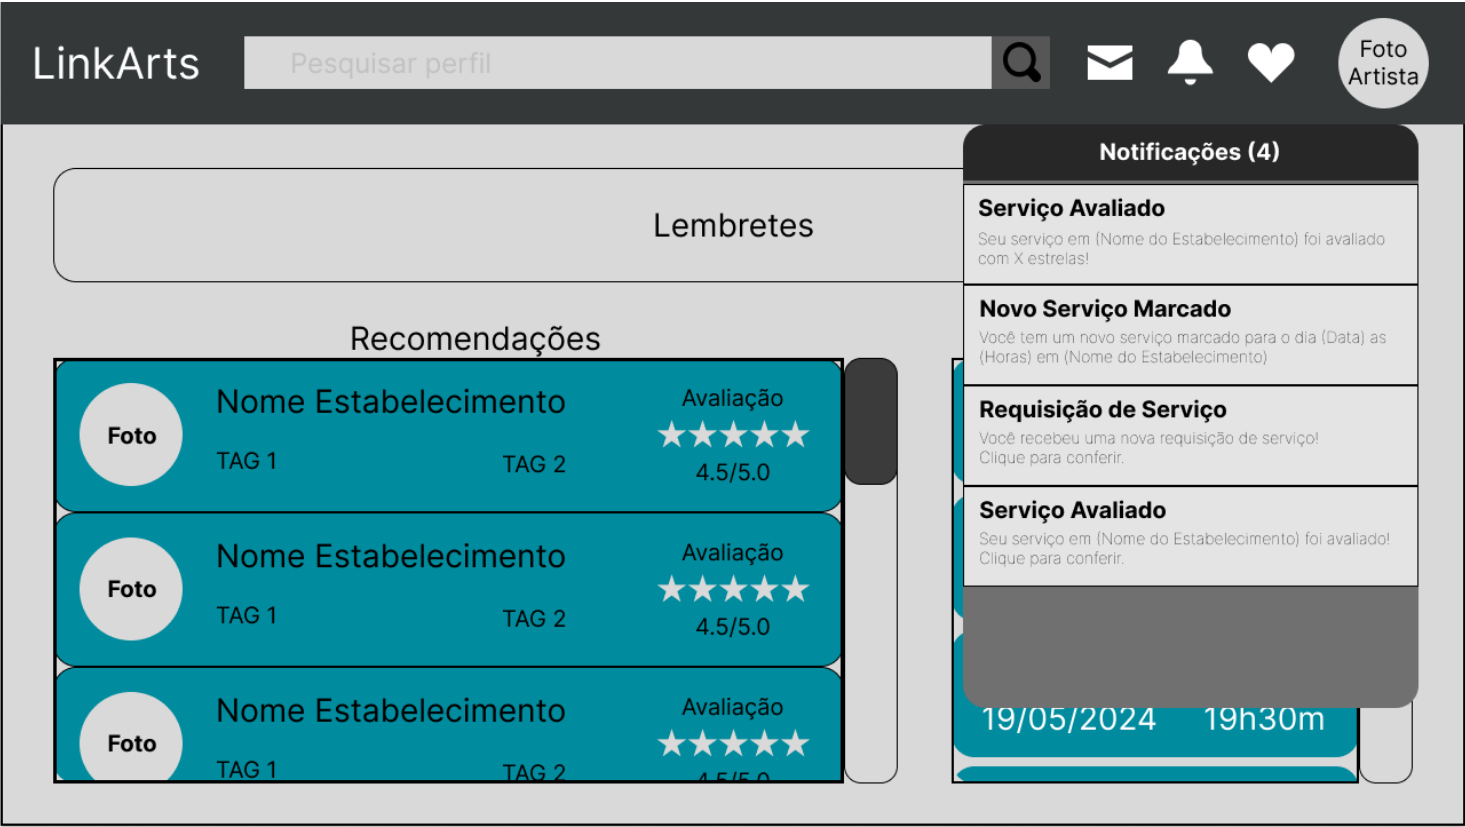 LinkArts
Pesquisar perfil
Foto
Artista
Notificações (4)
Serviço Avaliado
Seu serviço em (Nome do Estabelecimento) foi avaliado
com X estrelas!
Novo Serviço Marcado
Você tem um novo serviço marcado para o dia (Data) as
(Horas) em (Nome do Estabelecimento)
Requisição de Serviço
Você recebeu uma nova requisição de serviço!
Clique para conferir.
Serviço Avaliado
Seu serviço em (Nome do Estabelecimento) foi avaliado!
Clique para conferir.
Lembretes
Recomendações
Foto
Nome Estabelecimento
TAG 1
TAG 2
Avaliação
4.5/5.0
Foto
Nome Estabelecimento
TAG 1
TAG 2
Avaliação
4.5/5.0
Foto
Nome Estabelecimento
TAG 1
TAG 2
Avaliação
4.5/5.0
19/05/2024
19h30m